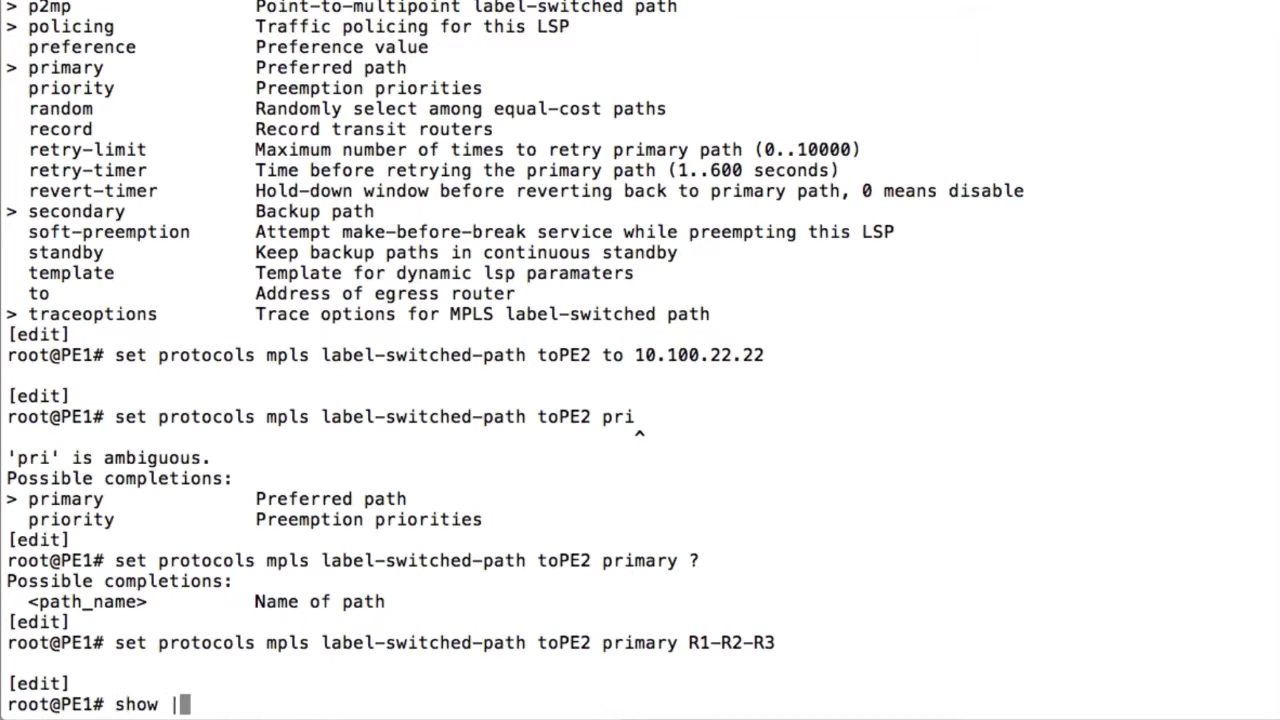 > p2mp Point-to-multipoint label-switched path
> policing Traffic policing for this LSP
preference Preference value
> primary Preferred path
priority Preemption priorities
random Randomly select among equal-cost paths
record Record transit routers
retry-limit Maximum number of times to retry primary path (0..10000)
retry-timer Time before retrying the primary path (1..600 seconds)
revert-timer Hold-down window before reverting back to primary path, 0 means disable
> secondary Backup path
soft-preemption Attempt make-before-break service while preempting this LSP
standby Keep backup paths in continuous standby
template Template for dynamic lsp paramaters
to Address of egress router
> traceoptions Trace options for MPLS label-switched path
[edit]
root@PE1# set protocols mpls label-switched-path toPE2 to 10.100.22.22
[edit]
root@PE1# set protocols mpls label-switched-path toPE2 pri
^
'pri' is ambiguous.
Possible completions:
> primary Preferred path
priority Preemption priorities
[edit]
root@PE1# set protocols mpls label-switched-path toPE2 primary ?
Possible completions:
<path_name> Name of path
[edit]
root@PE1# set protocols mpls label-switched-path toPE2 primary R1-R2-R3
[edit]
root@PE1# show |